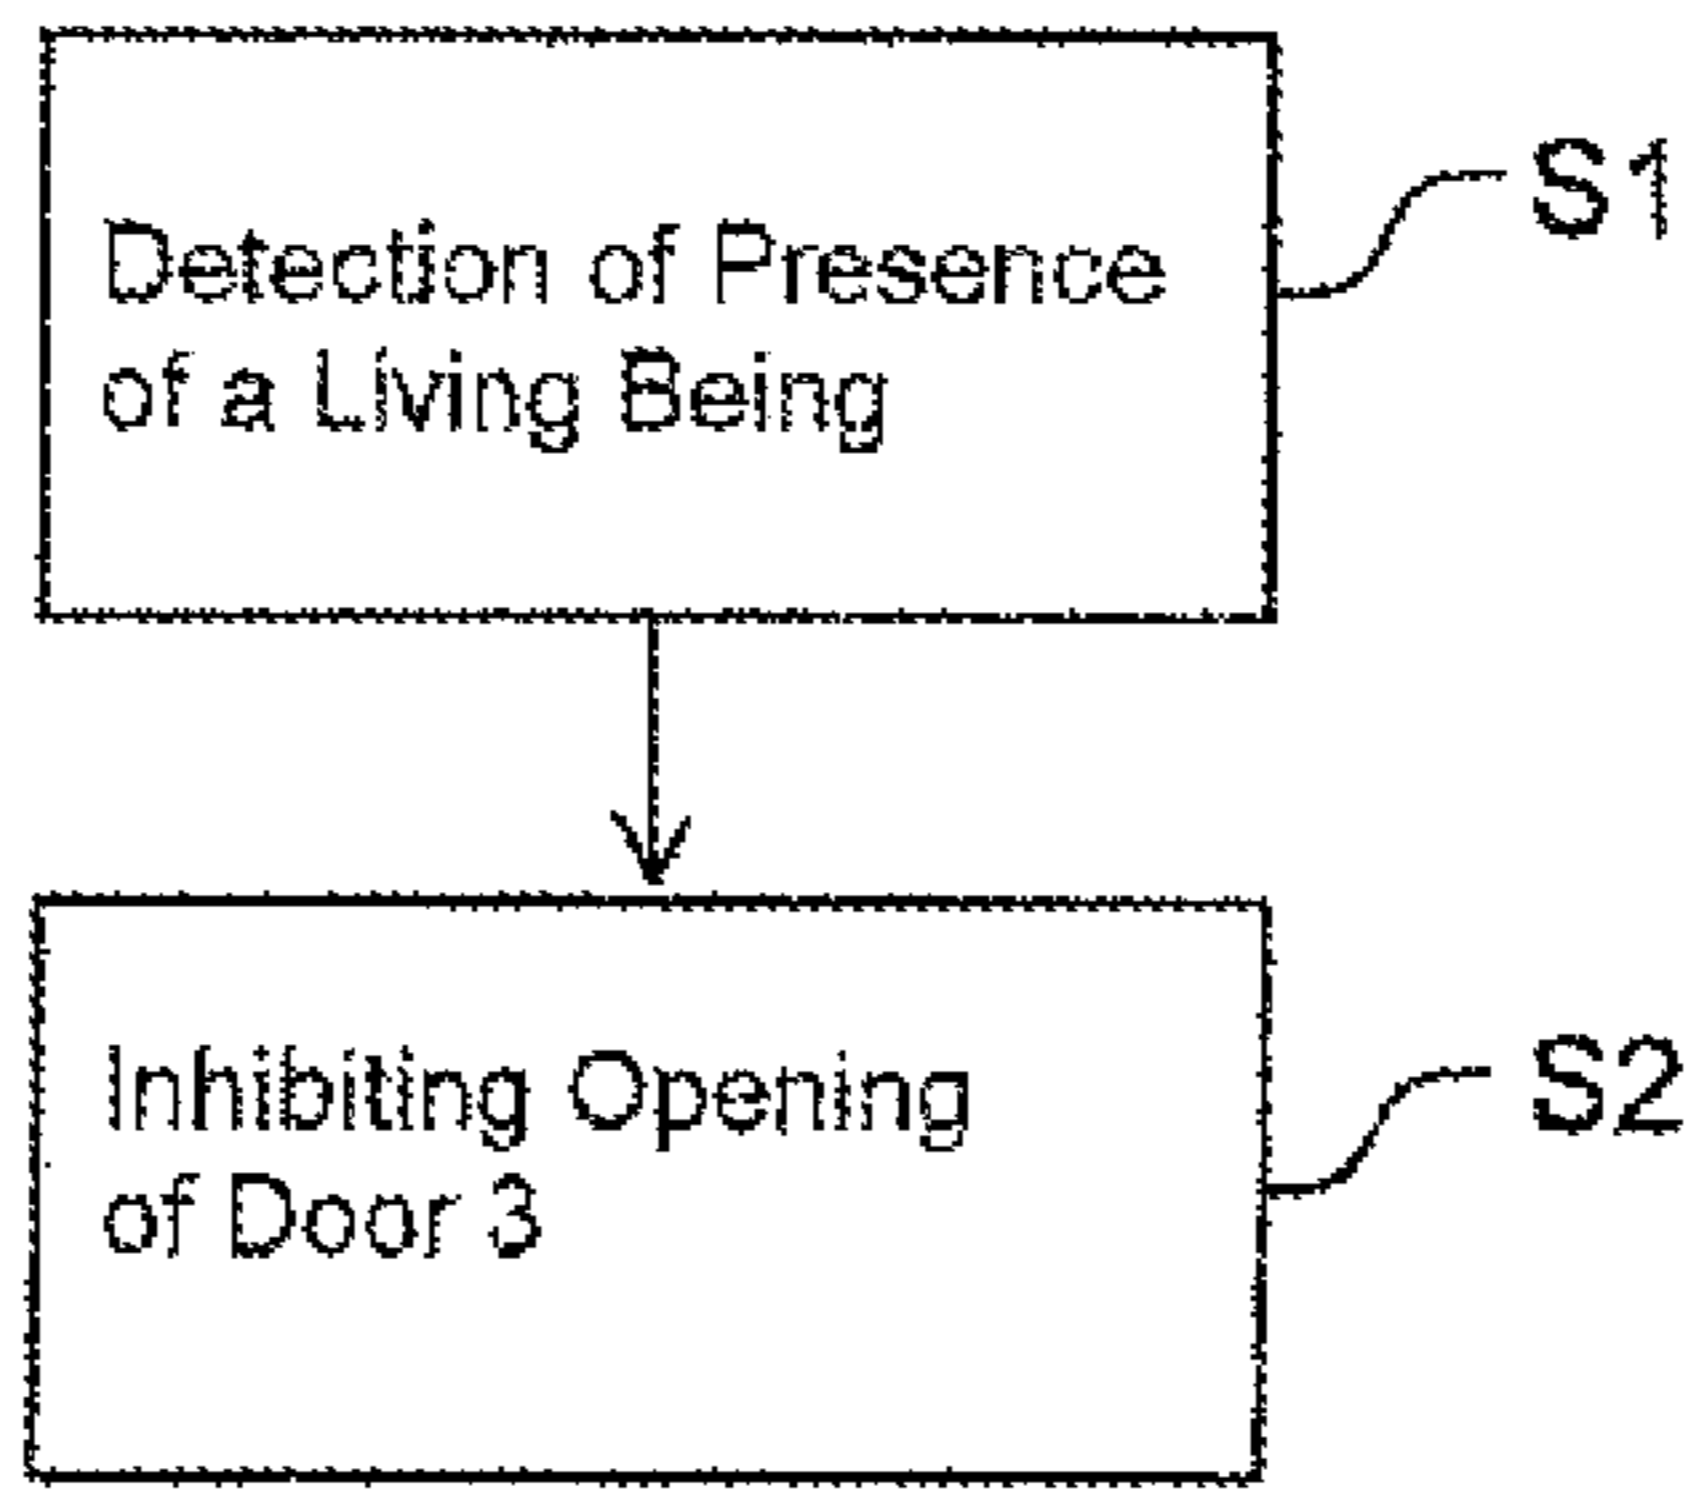 Detection of Presence
of a Living Being
S1
Inhibiting Opening
of Door 3
S2